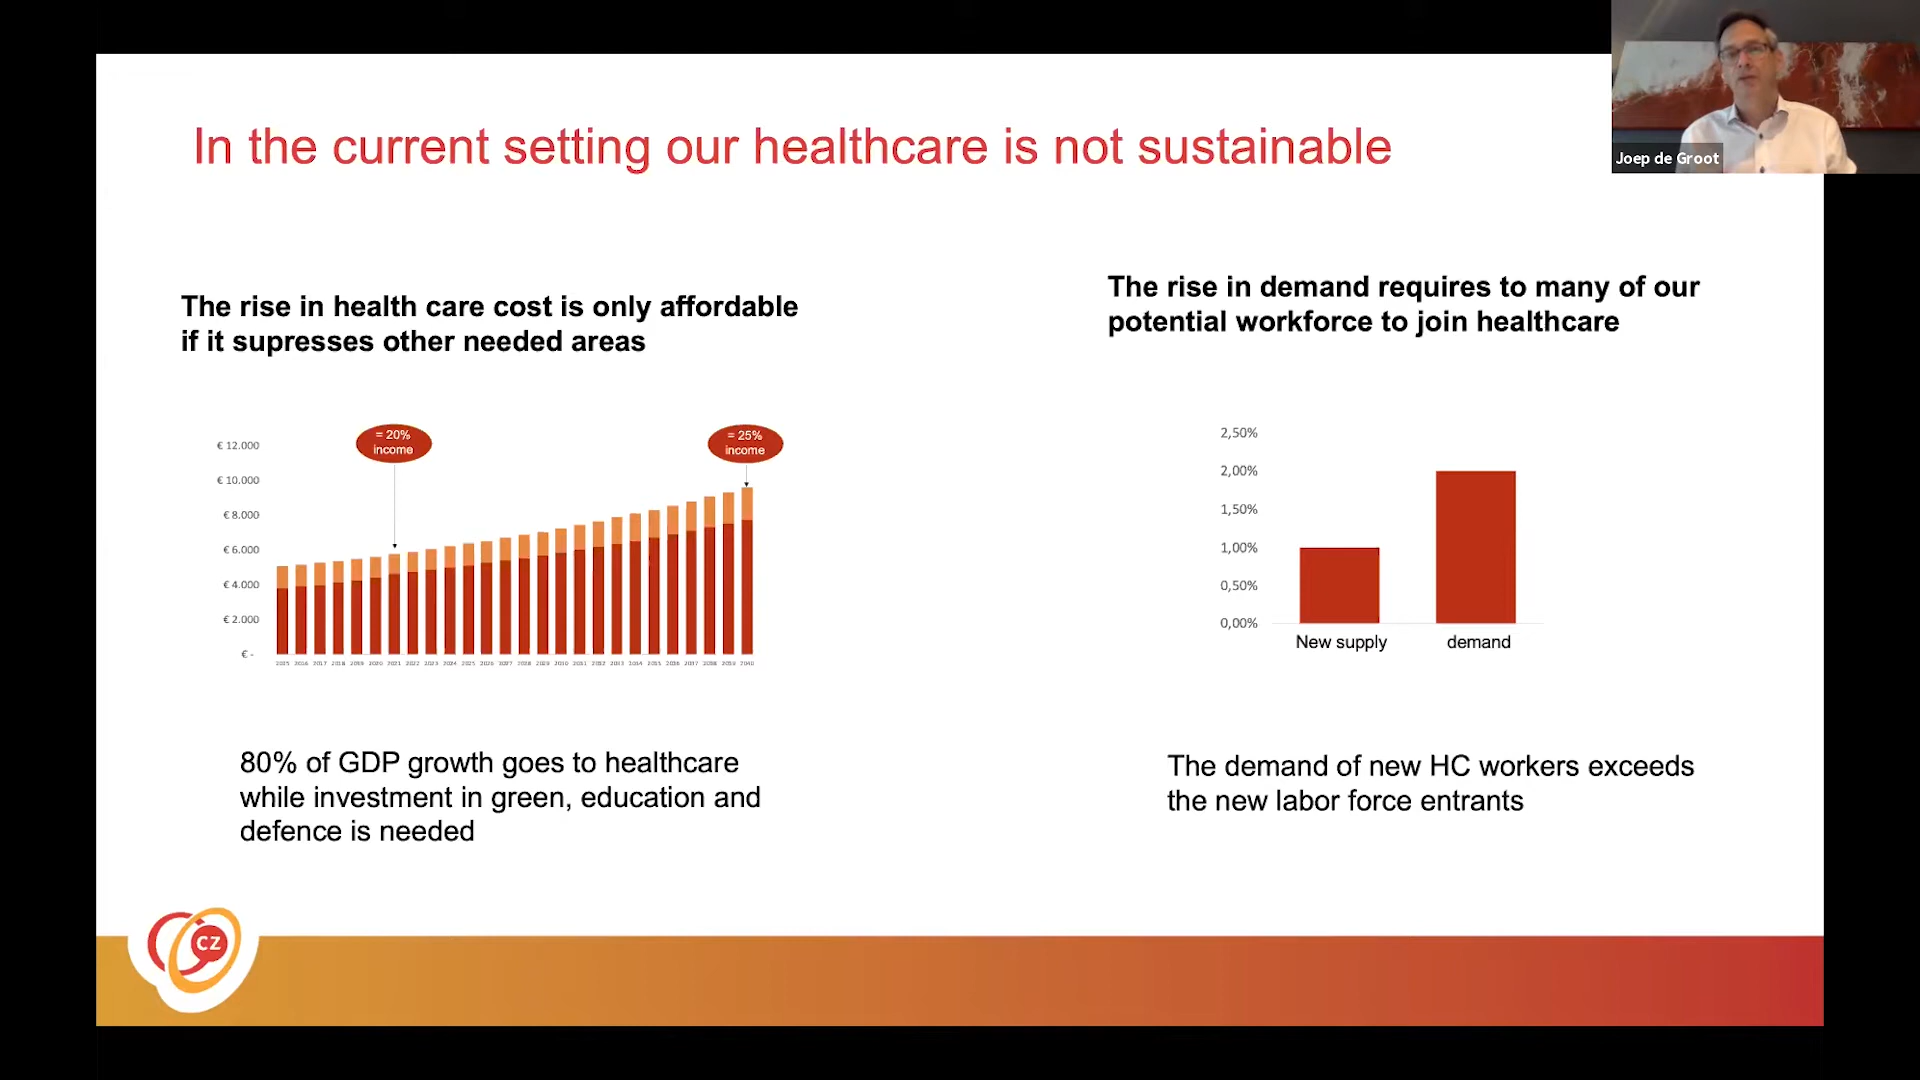 In the current setting our healthcare is not sustainable
Joep de Groot
The rise in health care cost is only affordable
if it supresses other needed areas
The rise in demand requires to many of our
potential workforce to join healthcare
= 20%
income
= 25%
income
€ 12.000
€ 10.000
€ 8.000
€ 6.000
€ 4.000
€ 2.000
€ -
2,50%
2,00%
1,50%
1,00%
0,50%
0,00%
New supply demand
80% of GDP growth goes to healthcare
while investment in green, education and
defence is needed
The demand of new HC workers exceeds
the new labor force entrants
CZ